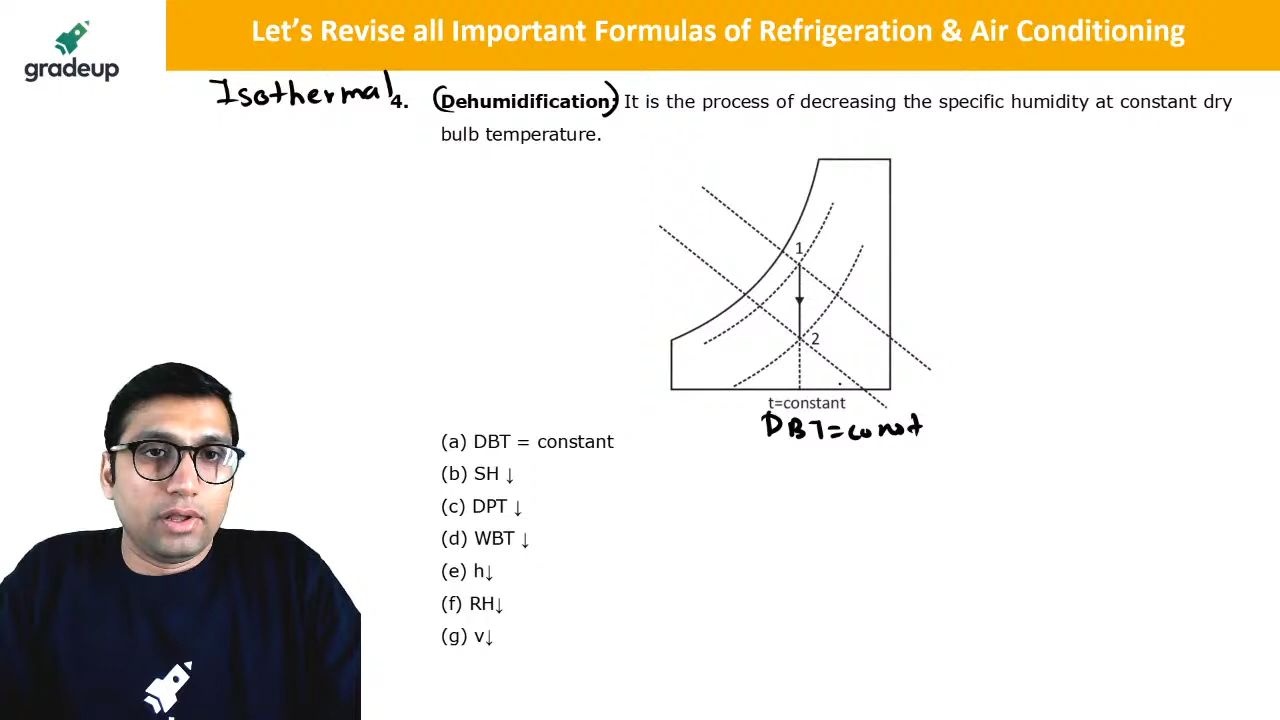 Let's Revise all Important Formulas of Refrigeration & Air Conditioning
gradeup
Isothermal
4. Dehumidification: It is the process of decreasing the specific humidity at constant dry
bulb temperature.
1
2
t=constant
DBT=const
(a) DBT = constant
(b) SH ↓
(c) DPT ↓
(d) WBT ↓
(e) h↓
(f) RH↓
(g) v↓